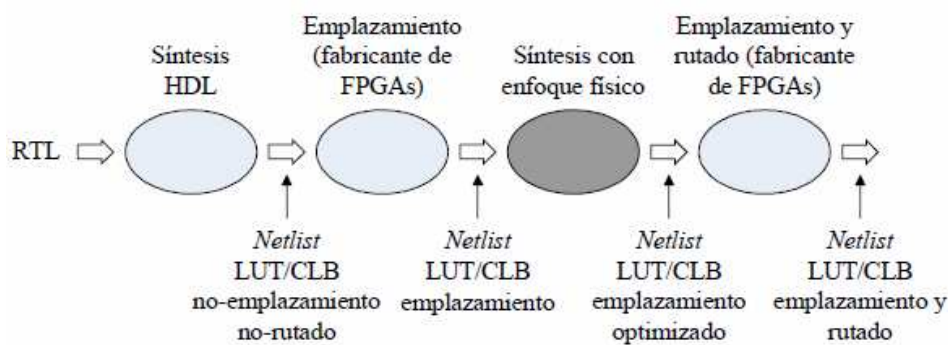 Síntesis
HDL
Emplazamiento
(fabricante de
FPGAs)
Síntesis con
enfoque físico
Emplazamiento y
rutado (fabricante
de FPGAs)
RTL
Netlist
LUT/CLB
no-emplazamiento
no-rutado
Netlist
LUT/CLB
emplazamiento
Netlist
LUT/CLB
emplazamiento
optimizado
Netlist
LUT/CLB
emplazamiento y
rutado